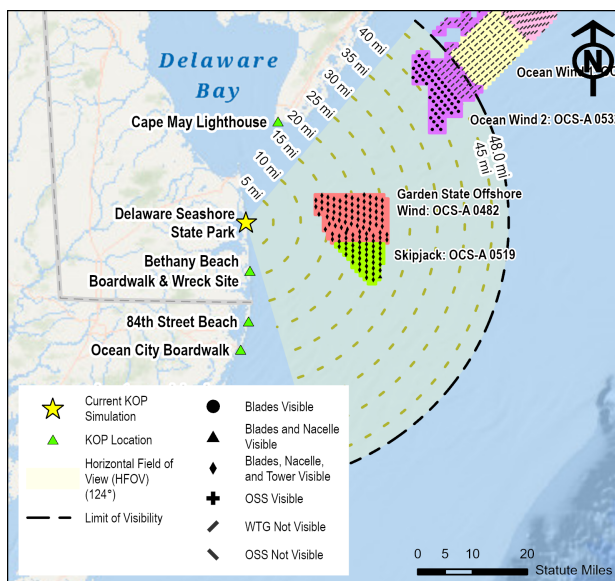 Delaware
Bay
40 mi
35 mi
30 mi
25 mi
20 mi
15 mi
10 mi
5 mi
N
Ocean Wind 1: OC
Ocean Wind 2: OCS-A 053
48.0 mi
45 mi
Cape May Lighthouse
Garden State Offshore
Wind: OCS-A 0482
Delaware Seashore
State Park
Skipjack: OCS-A 0519
Bethany Beach
Boardwalk & Wreck Site
84th Street Beach
Ocean City Boardwalk
Current KOP
Simulation
KOP Location
Horizontal Field of
View (HFOV)
(124°)
Limit of Visibility
Blades Visible
Blades and Nacelle
Visible
Blades, Nacelle,
and Tower Visible
OSS Visible
WTG Not Visible
OSS Not Visible
0 5 10 20
Statute Miles